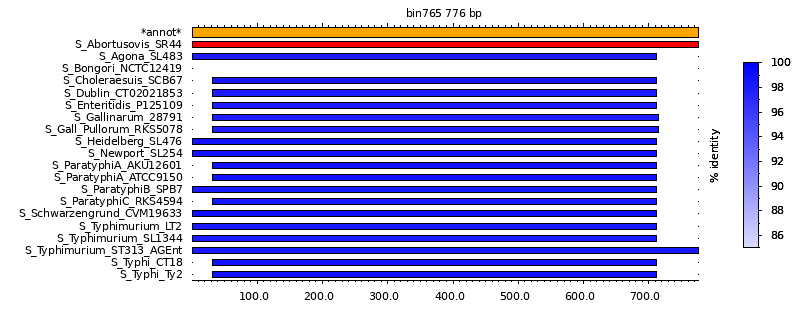 bin765 776 bp
*annot*
S_Abortusovis_SR44
S_Agona_SL483
S_Bongori_NCTC12419
S_Choleraesuis_SCB67
S_Dublin_CT02021853
S_Enteritidis_P125109
S_Gallinarum_28791
S_Gall_Pullorum_RKS5078
S_Heidelberg_SL476
S_Newport_SL254
S_ParatyphiA_AKU12601
S_ParatyphiA_ATCC9150
S_ParatyphiB_SPB7
S_ParatyphiC_RKS4594
S_Schwarzengrund_CVM19633
S_Typhimurium_LT2
S_Typhimurium_SL1344
S_Typhimurium_ST313_AGEnt
S_Typhi_CT18
S_Typhi_Ty2
100.0 200.0 300.0 400.0 500.0 600.0 700.0
% identity
100
98
96
94
92
90
88
86